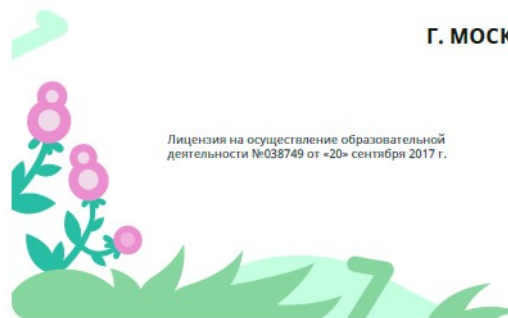 Г. МОСК
Лицензия на осуществление образовательной
деятельности №038749 от «20» сентября 2017 г.